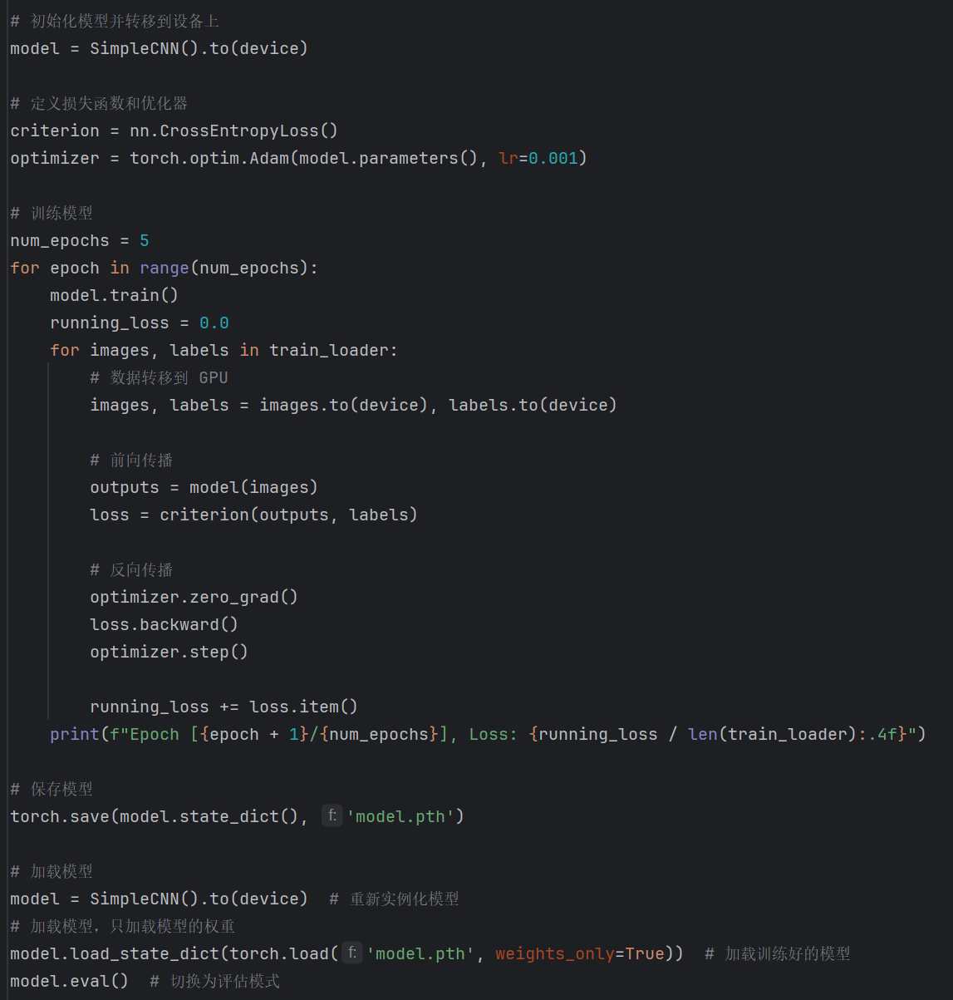 # 初始化模型并转移到设备上
model = SimpleCNN().to(device)
# 定义损失函数和优化器
criterion = nn.CrossEntropyLoss()
optimizer = torch.optim.Adam(model.parameters(), lr=0.001)
# 训练模型
num_epochs = 5
for epoch in range(num_epochs):
    model.train()
    running_loss = 0.0
    for images, labels in train_loader:
        # 数据转移到 GPU
        images, labels = images.to(device), labels.to(device)
        # 前向传播
        outputs = model(images)
        loss = criterion(outputs, labels)
        # 反向传播
        optimizer.zero_grad()
        loss.backward()
        optimizer.step()
        running_loss += loss.item()
    print(f"Epoch [{epoch + 1}/{num_epochs}], Loss: {running_loss / len(train_loader):.4f}")
# 保存模型
torch.save(model.state_dict(), f: 'model.pth')
# 加载模型
model = SimpleCNN().to(device)  # 重新实例化模型
# 加载模型，只加载模型的权重
model.load_state_dict(torch.load(f: 'model.pth', weights_only=True))  # 加载训练好的模型
model.eval()  # 切换为评估模式